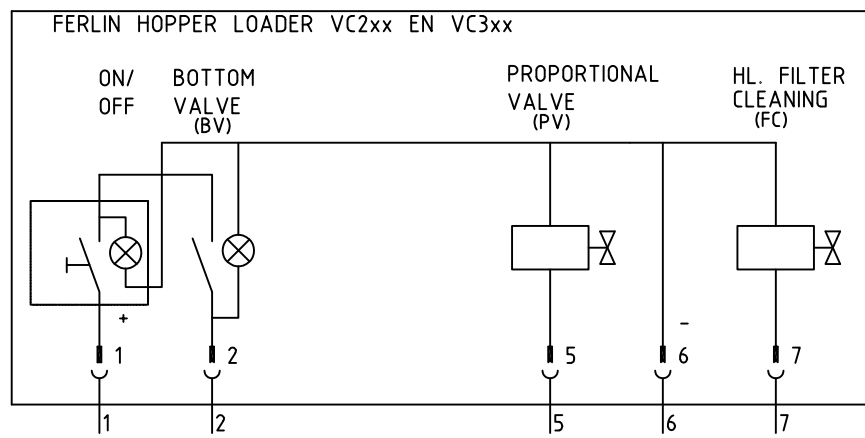 FERLIN HOPPER LOADER VC2xx EN VC3xx
ON/
OFF
BOTTOM
VALVE
(BV)
PROPORTIONAL
VALVE
(PV)
HL. FILTER
CLEANING
(FC)
+
-
1
2
5
6
7
1
2
5
6
7